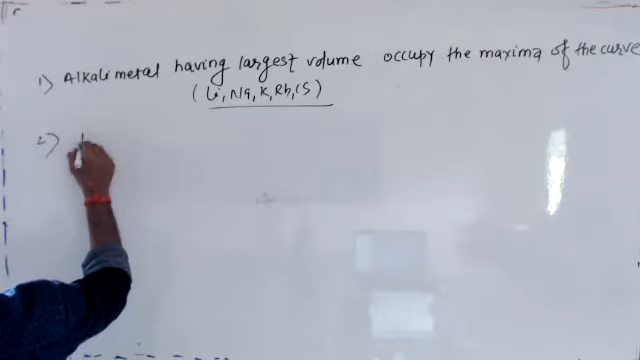 1) Alkali metal having largest volume occupy the maxima of the curve
(Li, Na, K, Rb, CS)
2)